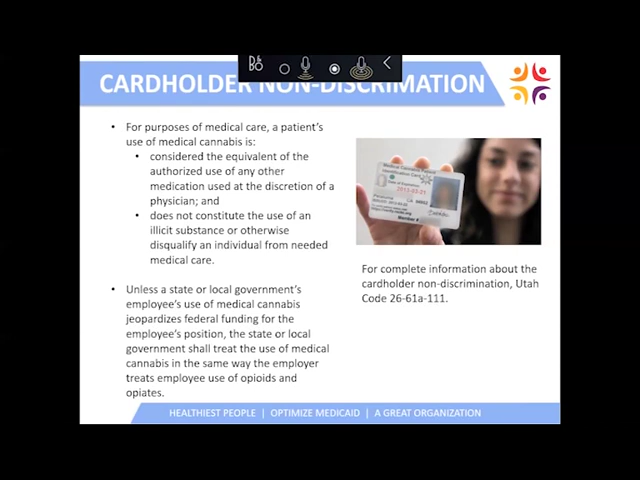 CARDHOLDER NON-DISCRIMINATION
• For purposes of medical care, a patient's
use of medical cannabis is:
• considered the equivalent of the
authorized use of any other
medication used at the discretion of a
physician; and
• does not constitute the use of an
illicit substance or otherwise
disqualify an individual from needed
medical care.
• Unless a state or local government's
employee's use of medical cannabis
jeopardizes federal funding for the
employee's position, the state or local
government shall treat the use of medical
cannabis in the same way the employer
treats employee use of opioids and
opiates.
Medical Cannabis Patient
Identification Card
For complete information about the
cardholder non-discrimination, Utah
Code 26-61a-111.
HEALTHIEST PEOPLE | OPTIMIZE MEDICAID | A GREAT ORGANIZATION